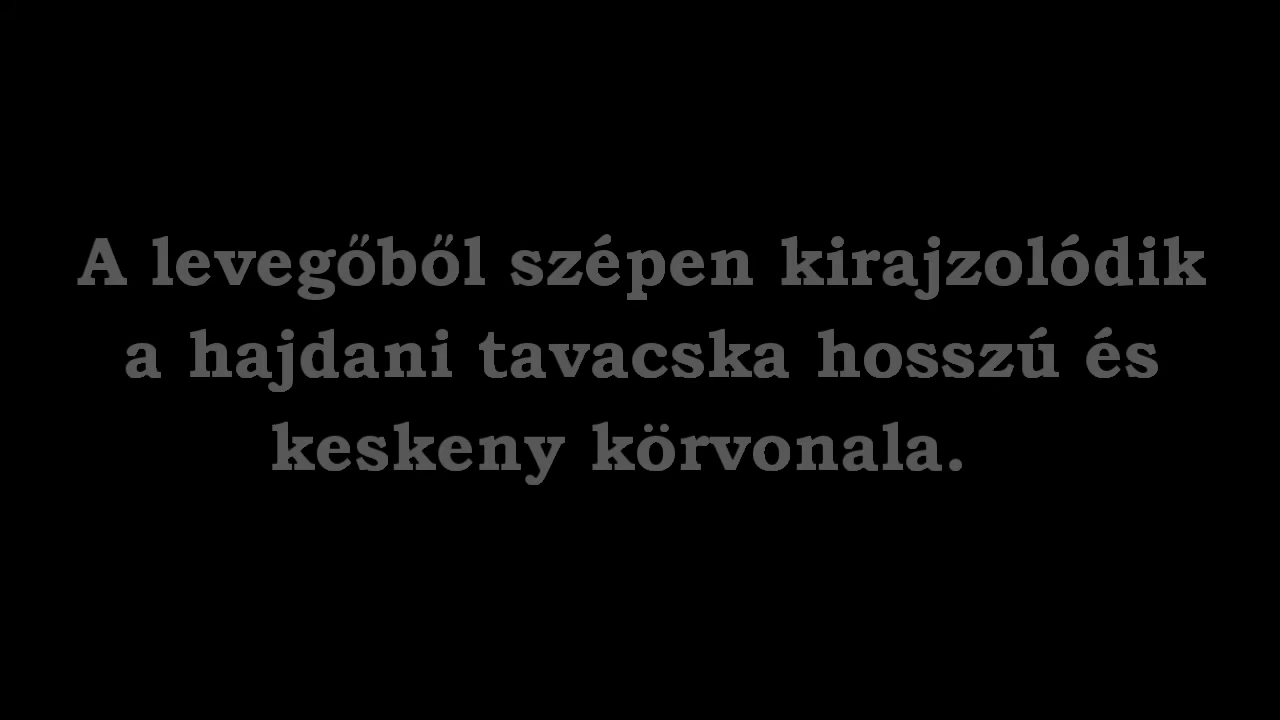 A levegőből szépen kirajzolódik
a hajdani tavacska hosszú és
keskeny körvonala.